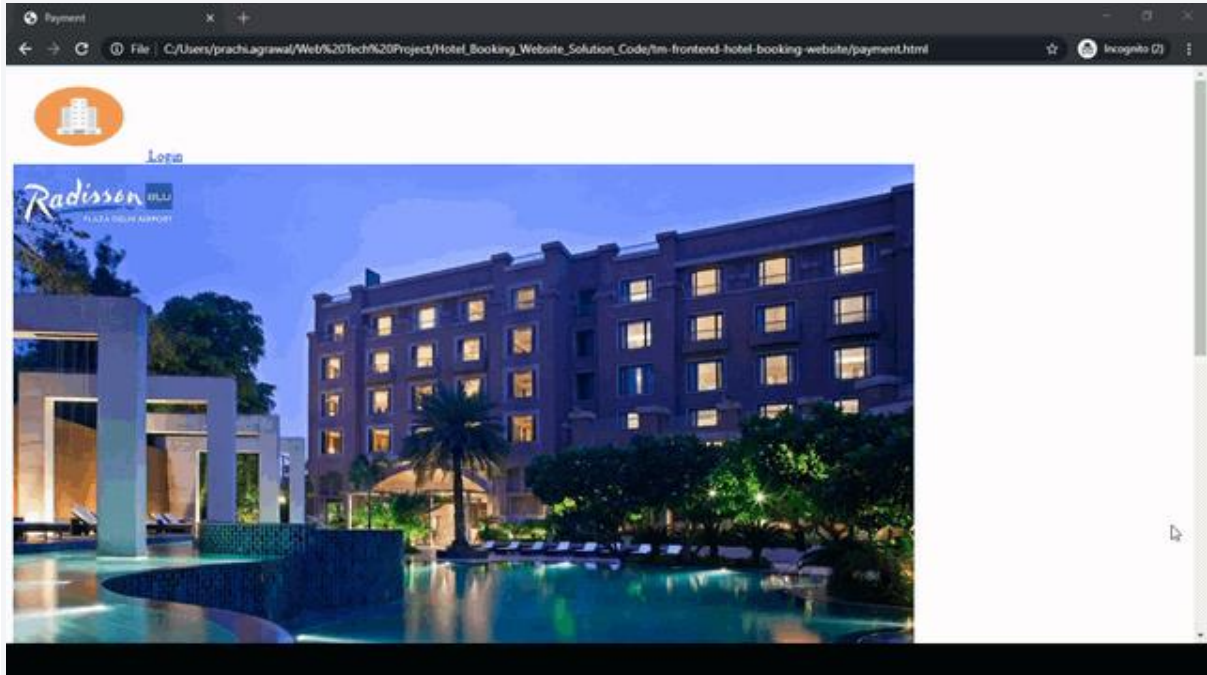 Payment
File C:/Users/prachi.agrawal/Web%20Tech%20Project/Hotel_Booking_Website_Solution_Code/tm-frontend-hotel-booking-website/payment.html
Incognito (2)
Login
Radisson BLU
PLAZA DELHI AIRPORT